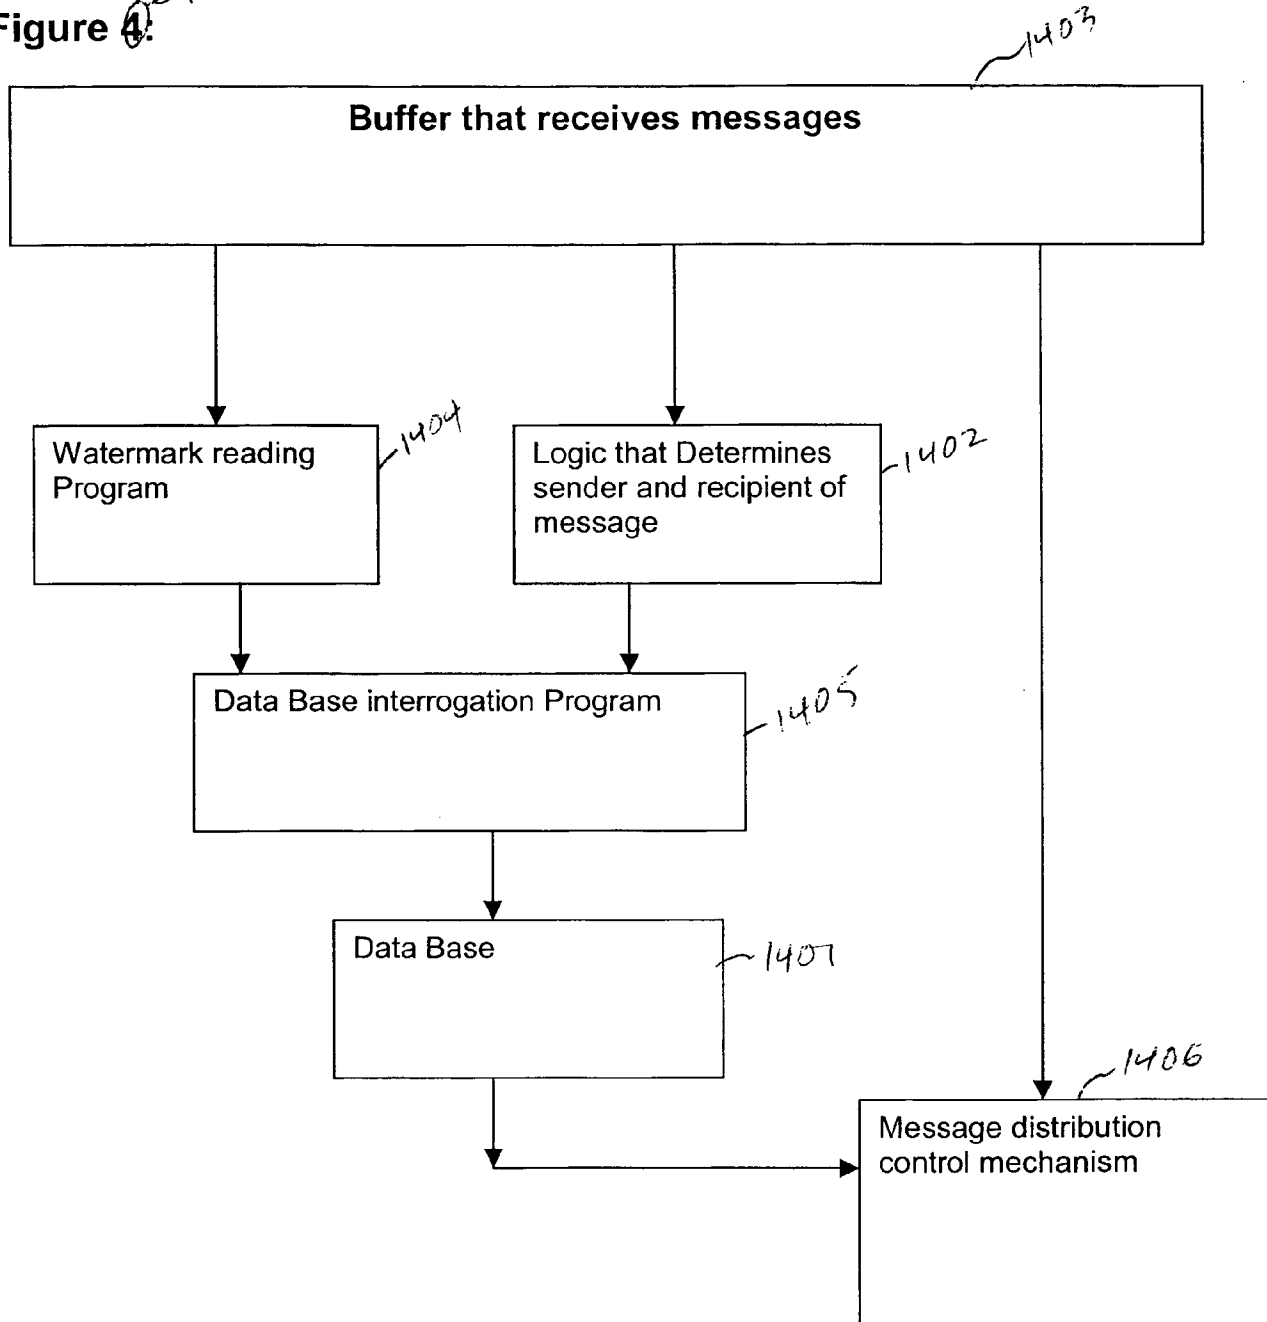 Figure 4:
1403
Buffer that receives messages
Watermark reading
Program
1404
Logic that Determines
sender and recipient of
message
1402
Data Base interrogation Program
1405
Data Base
1407
1406
Message distribution
control mechanism